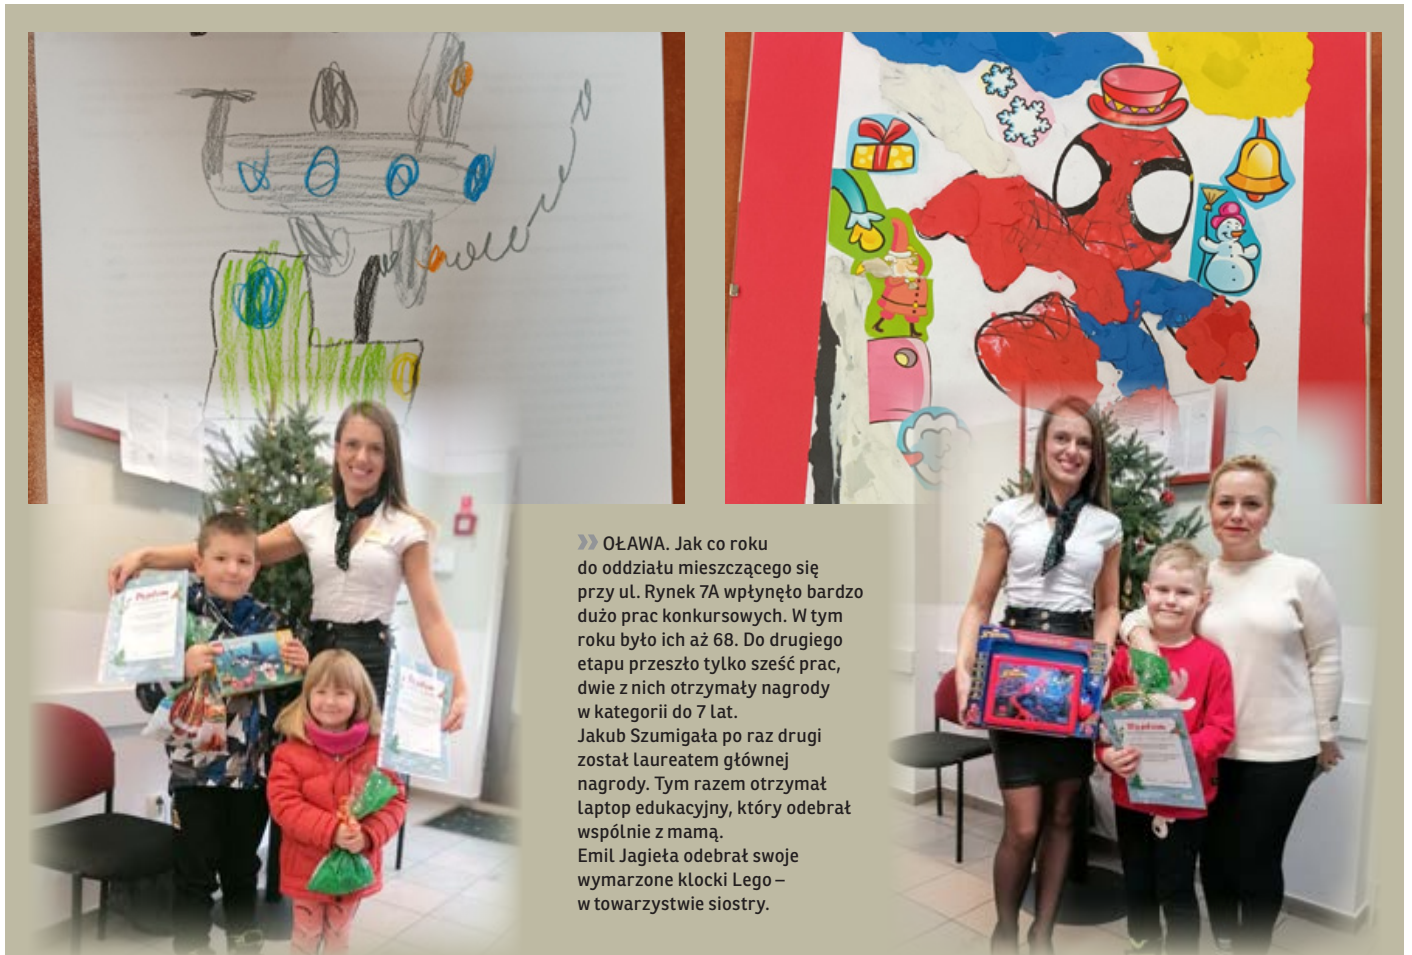 ›› OŁAWA. Jak co roku
do oddziału mieszczącego się
przy ul. Rynek 7A wpłynęło bardzo
dużo prac konkursowych. W tym
roku było ich aż 68. Do drugiego
etapu przeszło tylko sześć prac,
dwie z nich otrzymały nagrody
w kategorii do 7 lat.
Jakub Szumigała po raz drugi
został laureatem głównej
nagrody. Tym razem otrzymał
laptop edukacyjny, który odebrał
wspólnie z mamą.
Emil Jagieła odebrał swoje
wymarzone klocki Lego –
w towarzystwie siostry.
Dyplom
Dyplom
Dyplom